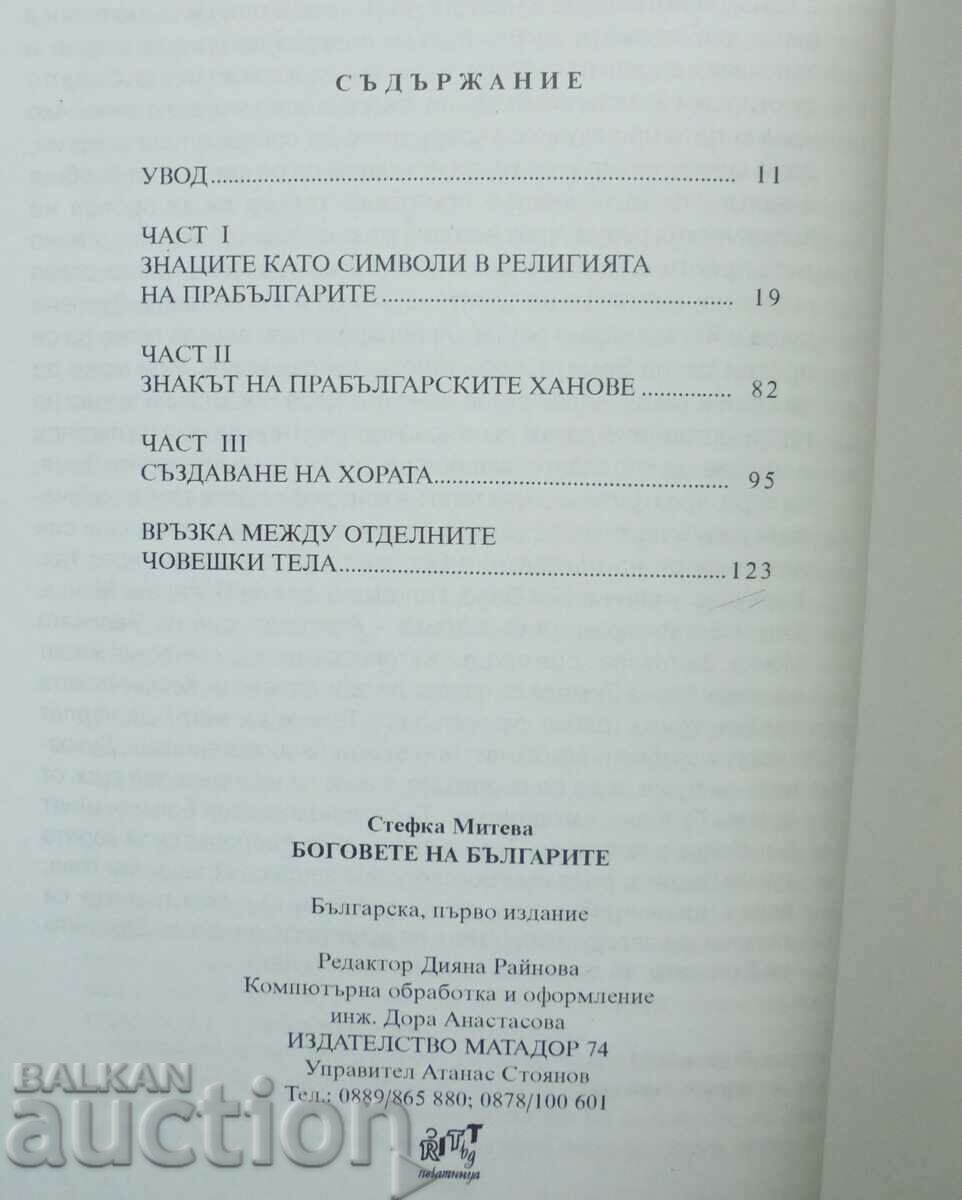 СЪДЪРЖАНИЕ
УВОД.......... 11
ЧАСТ I
ЗНАЦИТЕ КАТО СИМВОЛИ В РЕЛИГИЯТА
НА ПРАБЪЛГАРИТЕ .......... 19
ЧАСТ II
ЗНАКЪТ НА ПРАБЪЛГАРСКИТЕ ХАНОВЕ .......... 82
ЧАСТ III
СЪЗДАВАНЕ НА ХОРАТА.......... 95
ВРЪЗКА МЕЖДУ ОТДЕЛНИТЕ
ЧОВЕШКИ ТЕЛА..........123
Стефка Митева
БОГОВЕТЕ НА БЪЛГАРИТЕ
Българска, първо издание
Редактор Дияна Райнова
Компютърна обработка и оформление
инж. Дора Анастасова
ИЗДАТЕЛСТВО МАТАДОР 74
Управител Атанас Стоянов
Тел.: 0889/865 880; 0878/100 601
RITT
bg
печатница
BALKAN
auction